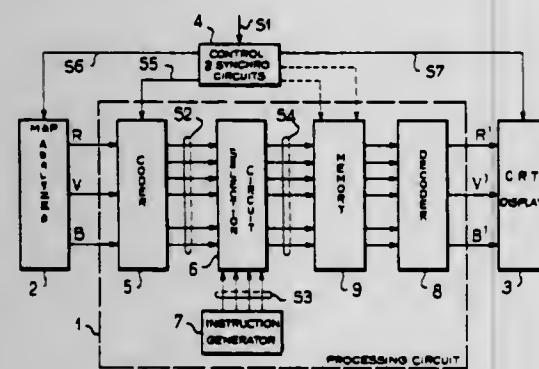 S1
4
CONTROL
& SYNCHRO
CIRCUITS
S6
S5
S7
MAP
ANALYZER
R
V
B
2
CODER
5
S2
SELECTION
CIRCUIT
6
S4
MEMORY
9
DECODER
8
R'
V'
B'
CRT
DISPLAY
3
S3
1
7
INSTRUCTION
GENERATOR
PROCESSING CIRCUIT